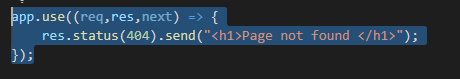 app.use((req,res,next) => {
    res.status(404).send("<h1>Page not found </h1>");
});